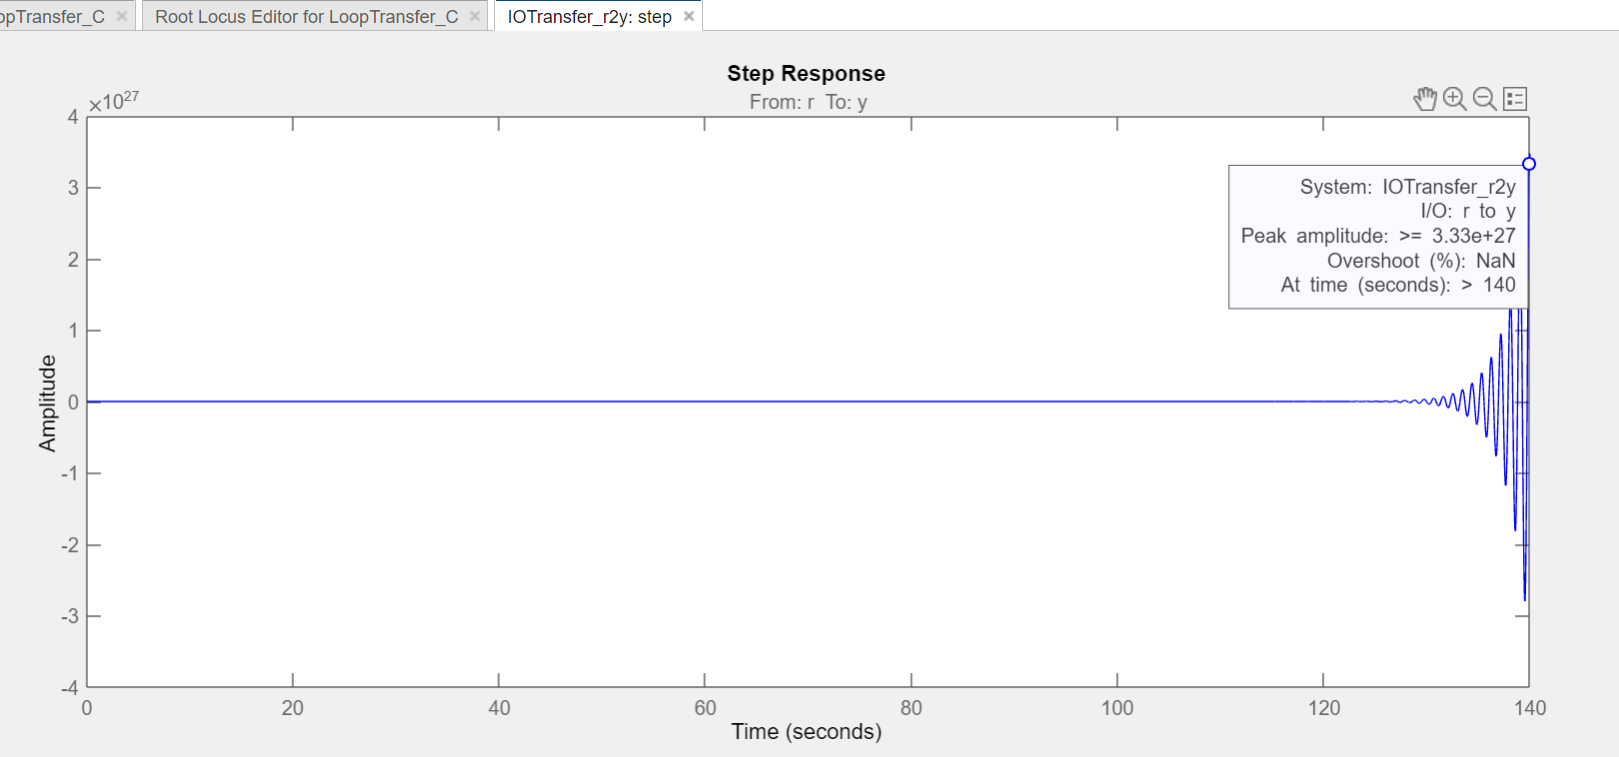 opTransfer_C × Root Locus Editor for LoopTransfer_C × IOTransfer_r2y: step ×
Step Response
From: r To: y
×10^27
4
3
2
1
0
-1
-2
-3
-4
Amplitude
System: IOTransfer_r2y
I/O: r to y
Peak amplitude: >= 3.33e+27
Overshoot (%): NaN
At time (seconds): > 140
0 20 40 60 80 100 120 140
Time (seconds)